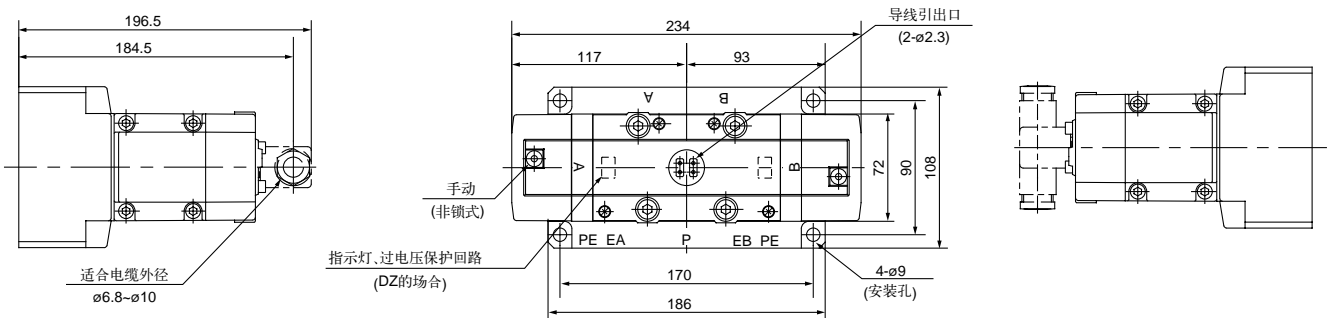 196.5
184.5
适合电缆外径
ø6.8~ø10
234
117
93
导线引出口
(2-ø2.3)
A
B
手动
(非锁式)
A
B
72
90
108
指示灯、过电压保护回路
(DZ的场合)
PE EA P EB PE
4-ø9
(安装孔)
170
186